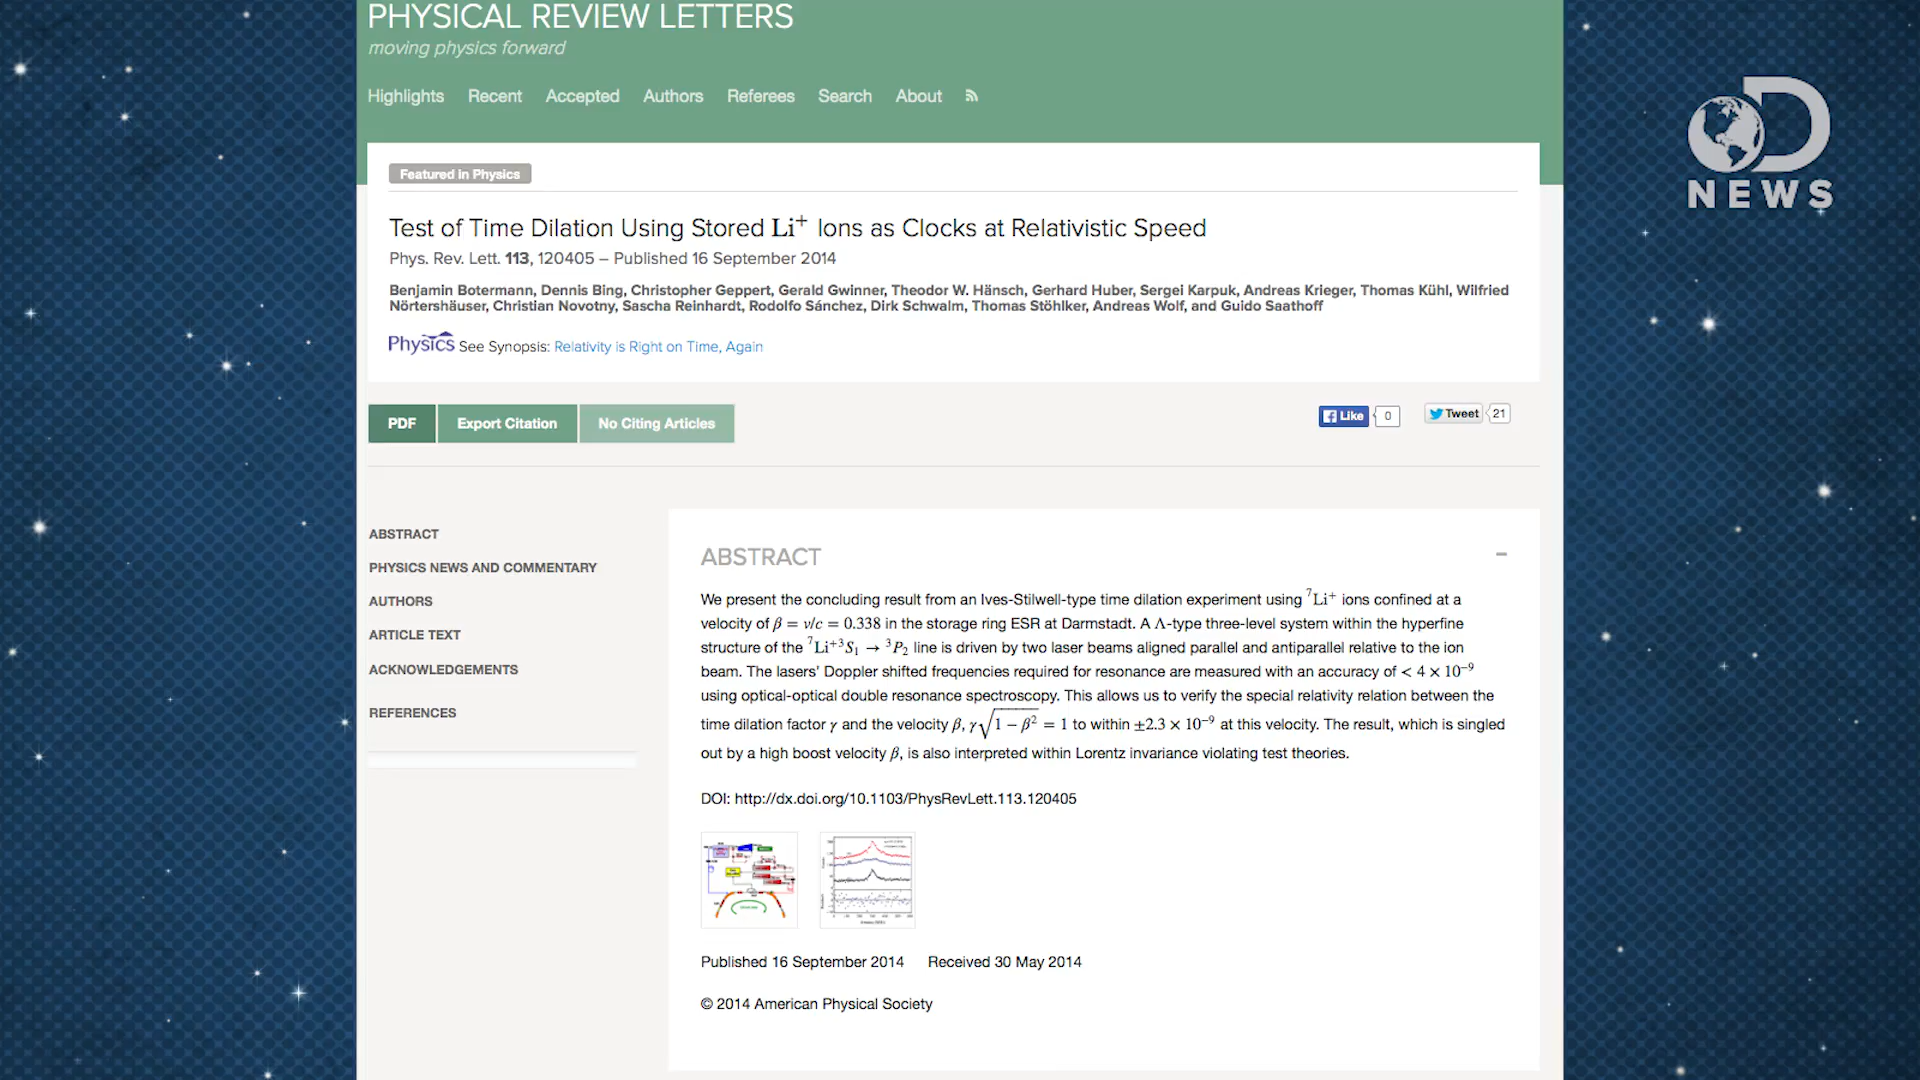 PHYSICAL REVIEW LETTERS
moving physics forward
Highlights Recent Accepted Authors Referees Search About
D
NEWS
Featured in Physics
Test of Time Dilation Using Stored Li⁺ Ions as Clocks at Relativistic Speed
Phys. Rev. Lett. 113, 120405 – Published 16 September 2014
Benjamin Botermann, Dennis Bing, Christopher Geppert, Gerald Gwinner, Theodor W. Hänsch, Gerhard Huber, Sergei Karpuk, Andreas Krieger, Thomas Kühl, Wilfried
Nörtershäuser, Christian Novotny, Sascha Reinhardt, Rodolfo Sánchez, Dirk Schwalm, Thomas Stöhlker, Andreas Wolf, and Guido Saathoff
Physics See Synopsis: Relativity is Right on Time, Again
PDF Export Citation No Citing Articles
Like 0 Tweet 21
ABSTRACT
PHYSICS NEWS AND COMMENTARY
AUTHORS
ARTICLE TEXT
ACKNOWLEDGEMENTS
REFERENCES
ABSTRACT –
We present the concluding result from an Ives-Stilwell-type time dilation experiment using ⁷Li⁺ ions confined at a
velocity of β = v/c = 0.338 in the storage ring ESR at Darmstadt. A Λ-type three-level system within the hyperfine
structure of the ⁷Li⁺³S₁ → ³P₂ line is driven by two laser beams aligned parallel and antiparallel relative to the ion
beam. The lasers' Doppler shifted frequencies required for resonance are measured with an accuracy of < 4 × 10⁻⁹
using optical-optical double resonance spectroscopy. This allows us to verify the special relativity relation between the
time dilation factor γ and the velocity β, γ√(1 − β²) = 1 to within ±2.3 × 10⁻⁹ at this velocity. The result, which is singled
out by a high boost velocity β, is also interpreted within Lorentz invariance violating test theories.
DOI: http://dx.doi.org/10.1103/PhysRevLett.113.120405
Published 16 September 2014 Received 30 May 2014
© 2014 American Physical Society